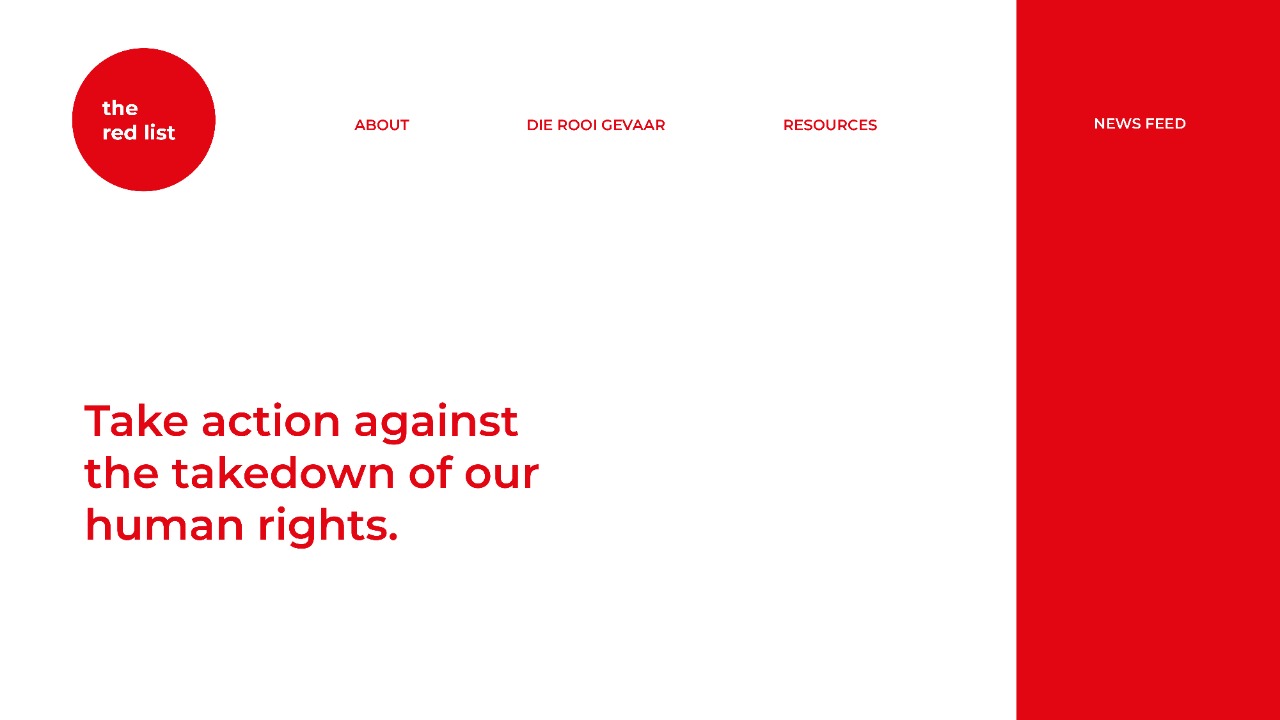 the
red list
ABOUT
DIE ROOI GEVAAR
RESOURCES
NEWS FEED
Take action against
the takedown of our
human rights.